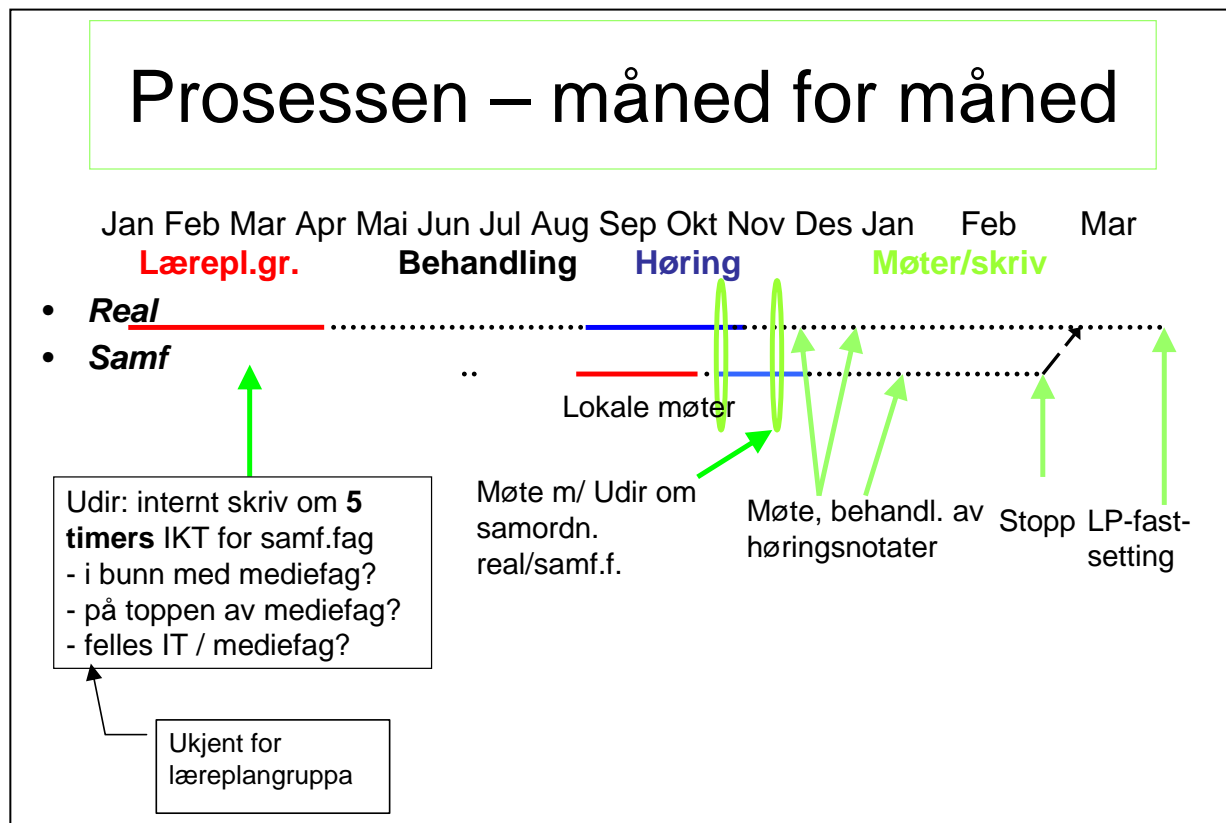 Prosessen – måned for måned
Jan Feb Mar Apr Mai Jun Jul Aug Sep Okt Nov Des Jan Feb Mar
Lærepl.gr. Behandling Høring Møter/skriv
• Real
• Samf
Lokale møter
Udir: internt skriv om 5
timers IKT for samf.fag
- i bunn med mediefag?
- på toppen av mediefag?
- felles IT / mediefag?
Møte m/ Udir om
samordn.
real/samf.f.
Møte, behandl. av
høringsnotater
Stopp
LP-fast-
setting
Ukjent for
læreplangruppa